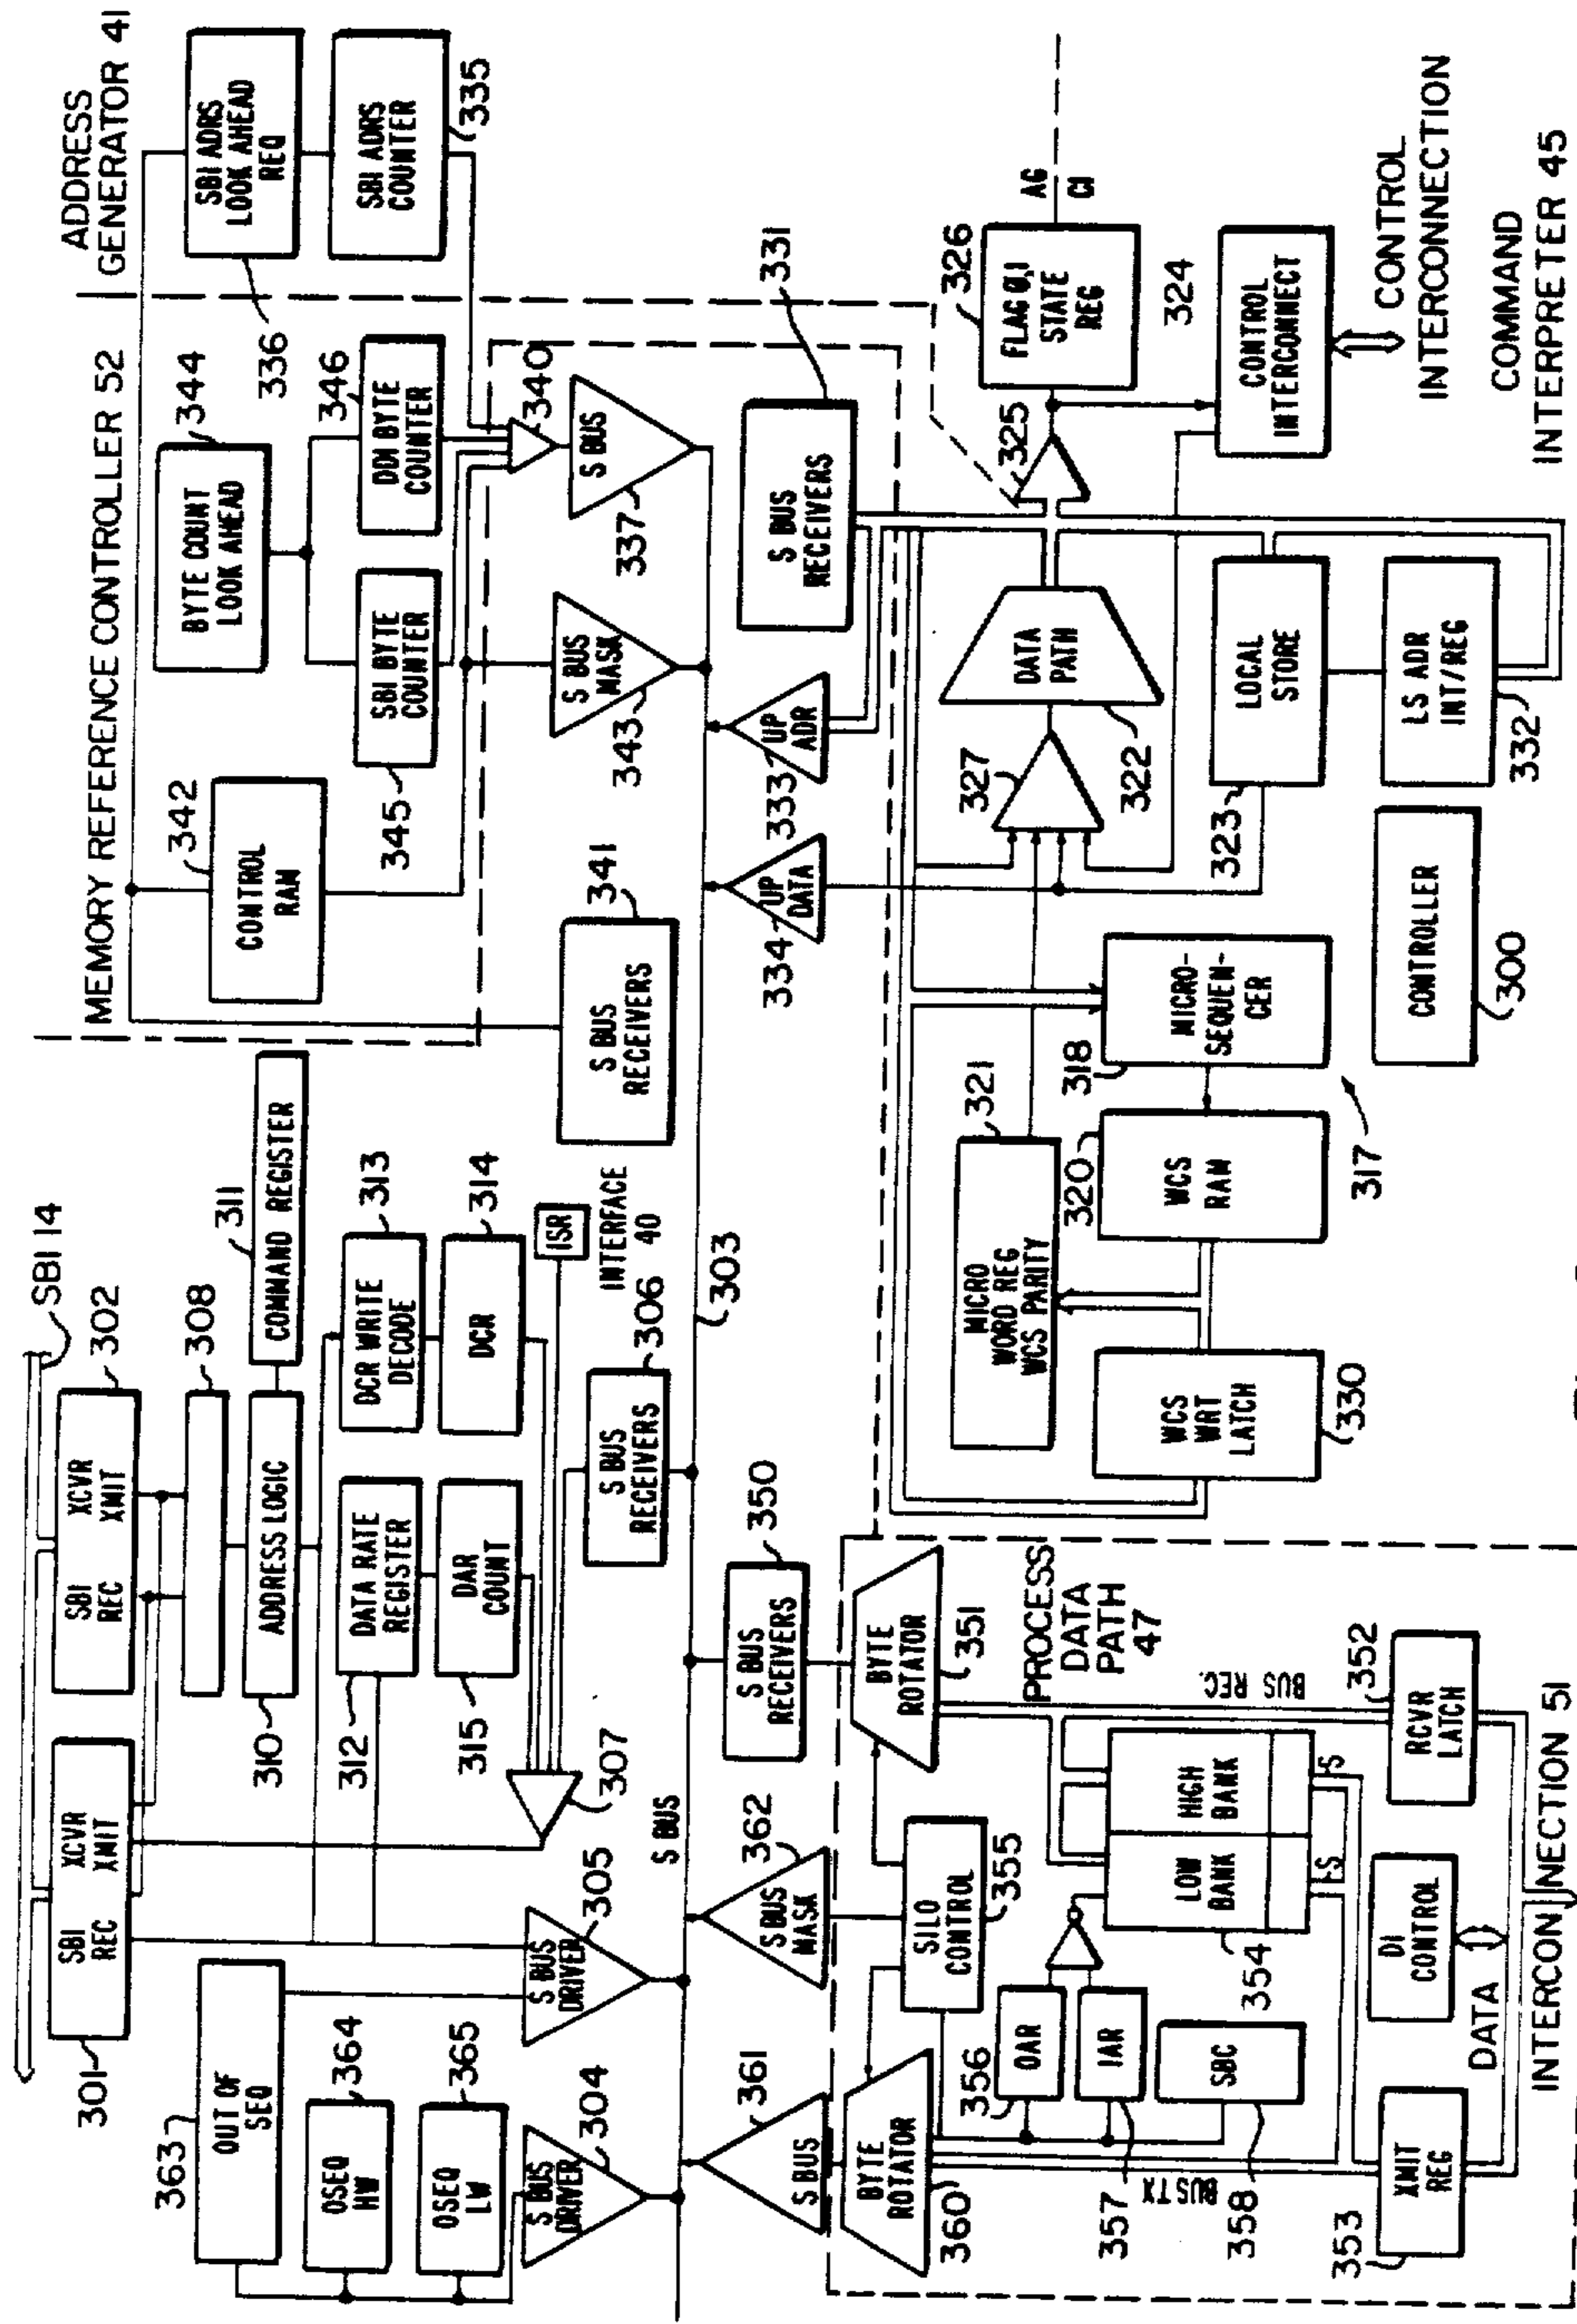 SBI 14
301
SBI REC
XCVR XMIT
SBI REC
XCVR XMIT
302
363
OUT OF SEQ
364
OSEQ HW
365
OSEQ LW
S BUS DRIVER
304
S BUS DRIVER
305
308
310
ADDRESS LOGIC
311
COMMAND REGISTER
312
DATA RATE REGISTER
DCR WRITE DECODE
313
315
DAR COUNT
DCR
314
307
ISR
INTERFACE
40
S BUS RECEIVERS
306
S BUS
303
MEMORY REFERENCE CONTROLLER 52
342
CONTROL RAM
BYTE COUNT LOOK AHEAD
344
345
SBI BYTE COUNTER
346
DDI BYTE COUNTER
336
ADDRESS
GENERATOR 41
SBI ADRS LOOK AHEAD REQ
SBI ADRS COUNTER
335
341
S BUS RECEIVERS
S BUS MASK
343
340
S BUS
337
334
UP DATA
333
UP ADR
331
S BUS RECEIVERS
361
S BUS
362
S BUS MASK
350
S BUS RECEIVERS
BYTE ROTATOR
360
SILO CONTROL
355
BYTE ROTATOR
351
PROCESS
DATA
PATH
47
356
OAR
357
IAR
358
SBC
BUS TX
LOW BANK
HIGH BANK
354
S
S
BUS REC.
352
RCVR LATCH
353
XMIT REG
DI CONTROL
DATA
INTERCONNECTION 51
330
WCS WRT LATCH
MICRO WORD REG WCS PARITY
321
320
WCS RAM
318
MICRO-
SEQUEN-
CER
317
327
DATA PATH
322
325
326
FLAG 0,1 STATE REG
AG
CI
323
LOCAL STORE
LS ADR INT/REG
332
324
CONTROL INTERCONNECT
CONTROL
INTERCONNECTION
CONTROLLER
300
COMMAND
INTERPRETER 45